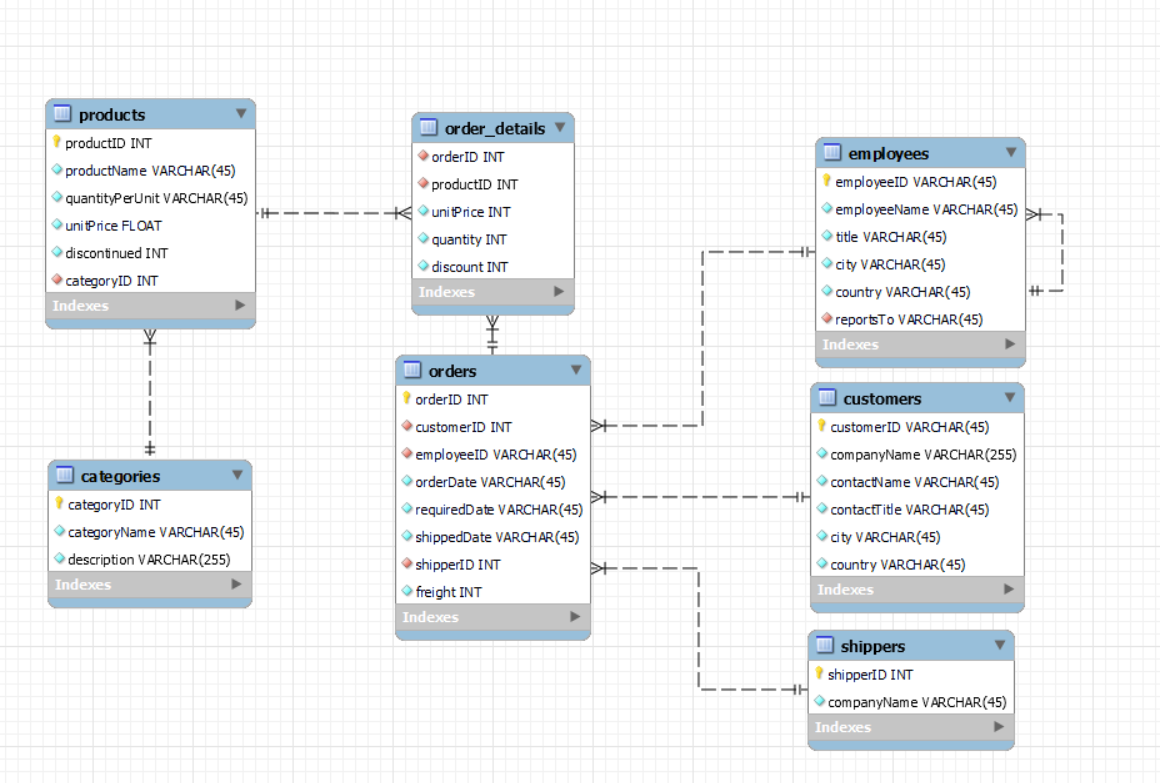 products
productID INT
productName VARCHAR(45)
quantityPerUnit VARCHAR(45)
unitPrice FLOAT
discontinued INT
categoryID INT
Indexes
order_details
orderID INT
productID INT
unitPrice INT
quantity INT
discount INT
Indexes
employees
employeeID VARCHAR(45)
employeeName VARCHAR(45)
title VARCHAR(45)
city VARCHAR(45)
country VARCHAR(45)
reportsTo VARCHAR(45)
Indexes
categories
categoryID INT
categoryName VARCHAR(45)
description VARCHAR(255)
Indexes
orders
orderID INT
customerID INT
employeeID VARCHAR(45)
orderDate VARCHAR(45)
requiredDate VARCHAR(45)
shippedDate VARCHAR(45)
shipperID INT
freight INT
Indexes
customers
customerID VARCHAR(45)
companyName VARCHAR(255)
contactName VARCHAR(45)
contactTitle VARCHAR(45)
city VARCHAR(45)
country VARCHAR(45)
Indexes
shippers
shipperID INT
companyName VARCHAR(45)
Indexes